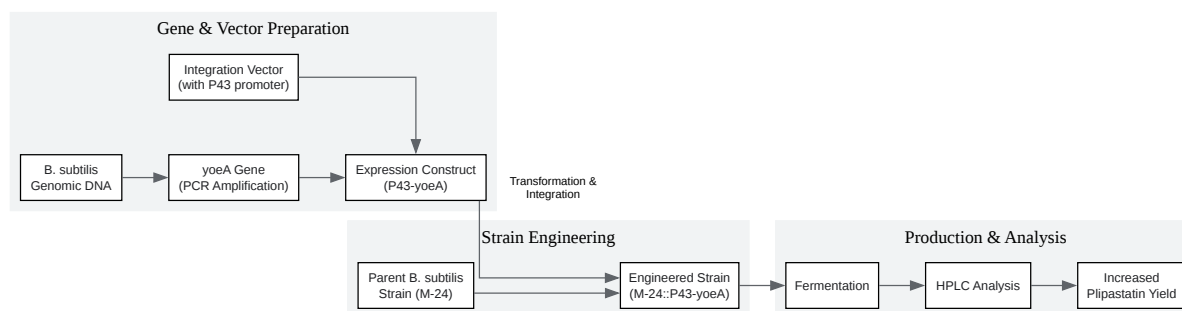 Gene & Vector Preparation
Integration Vector
(with P43 promoter)
B. subtilis
Genomic DNA
yoeA Gene
(PCR Amplification)
Expression Construct
(P43-yoeA)
Transformation &
Integration
Strain Engineering
Parent B. subtilis
Strain (M-24)
Engineered Strain
(M-24::P43-yoeA)
Production & Analysis
Fermentation
HPLC Analysis
Increased
Plipastatin Yield